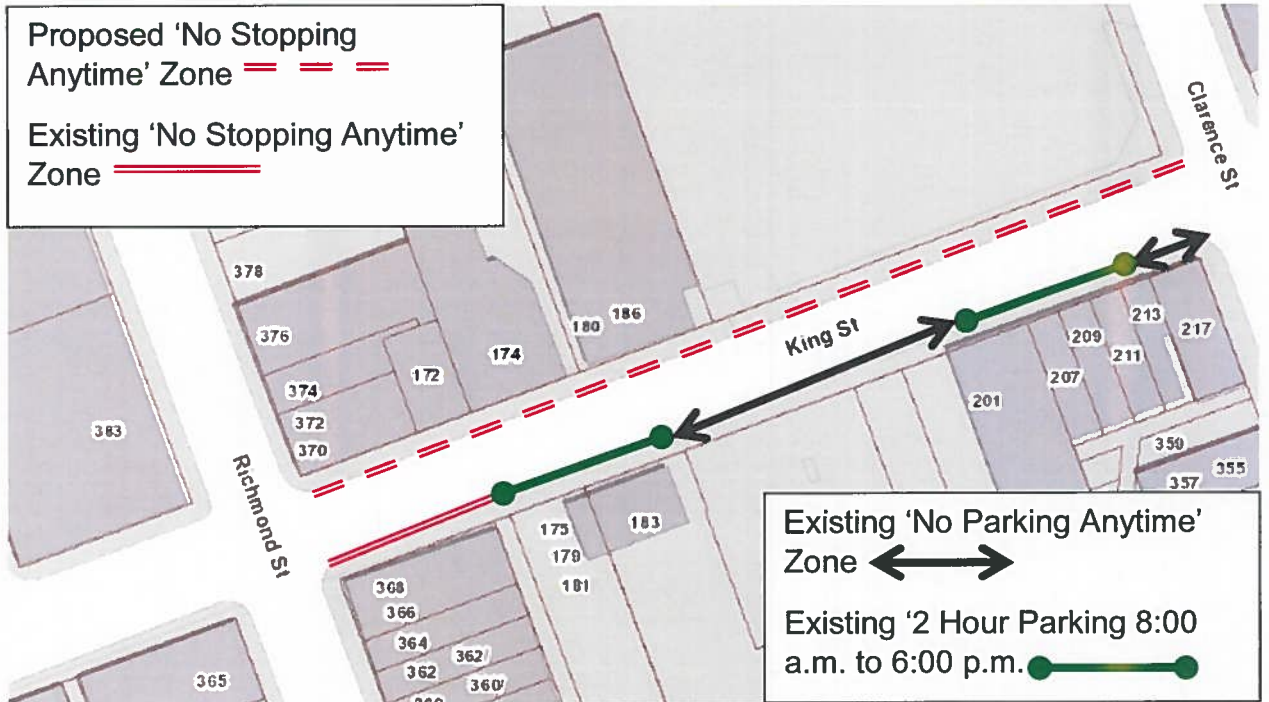 Proposed ‘No Stopping
Anytime’ Zone
Existing ‘No Stopping Anytime’
Zone
Clarence St
378
376
374
372
370
172
174
180
186
King St
213
217
209
211
207
201
359
355
357
383
Richmond St
175
179
181
183
368
366
364
362
362/
360/
365
Existing ‘No Parking Anytime’
Zone
Existing ‘2 Hour Parking 8:00
a.m. to 6:00 p.m.